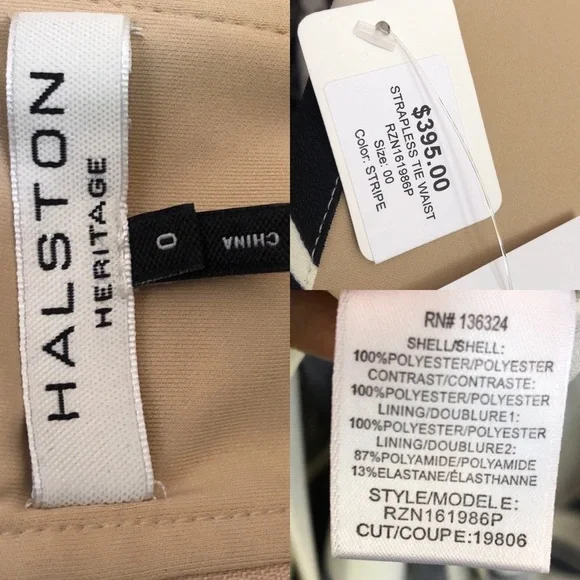 HALSTON
HERITAGE
0
CHINA
$395.00
STRAPLESS TIE WAIST
RZN161986P
Size: 00
Color: STRIPE
RN# 136324
SHELL/SHELL:
100%POLYESTER/POLYESTER
CONTRAST/CONTRASTE:
100%POLYESTER/POLYESTER
LINING/DOUBLURE1:
100%POLYESTER/POLYESTER
LINING/DOUBLURE2:
87%POLYAMIDE/POLYAMIDE
13%ELASTANE/ÉLASTHANNE
STYLE/MODELE:
RZN161986P
CUT/COUPE:19806